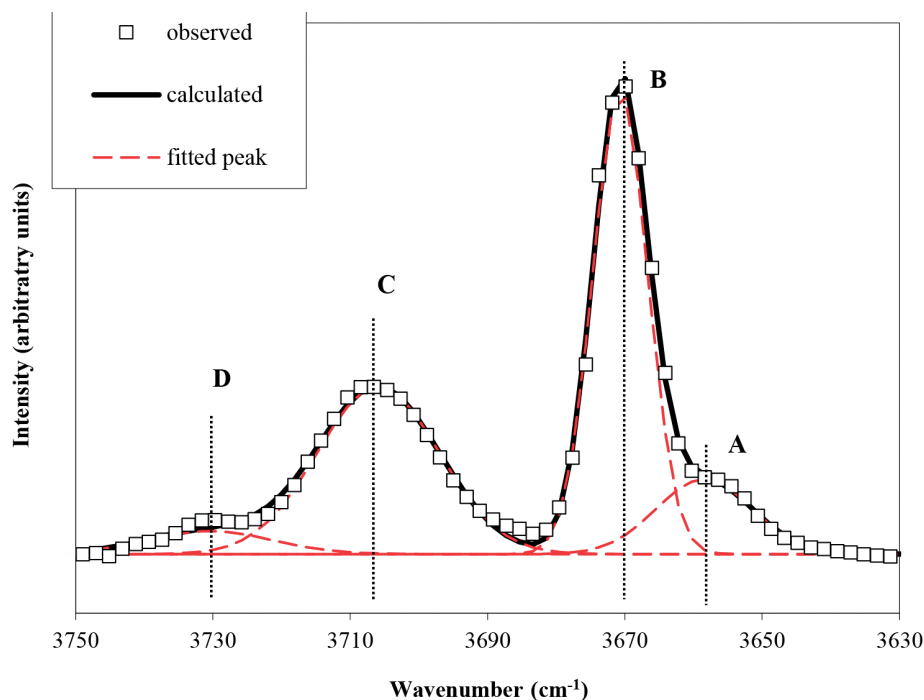 observed
calculated
fitted peak
B
C
D
A
Intensity (arbitratry units)
3750 3730 3710 3690 3670 3650 3630
Wavenumber (cm⁻¹)